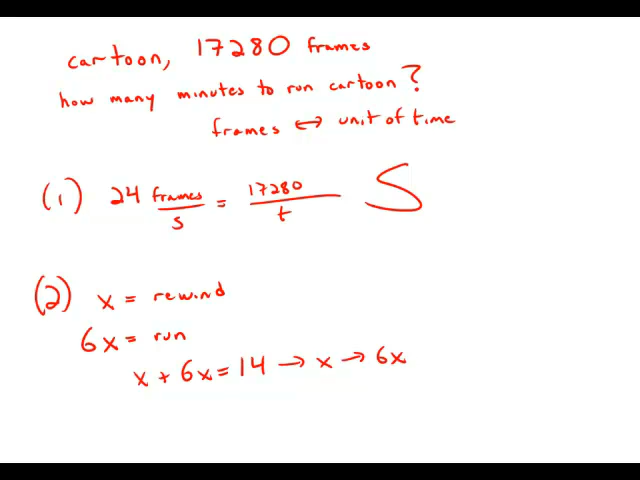 cartoon, 17280 frames
how many minutes to run cartoon?
frames ↔ unit of time
(1) 24 frames/s = 17280/t S
(2) x = rewind
6x = run
x + 6x = 14 → x → 6x